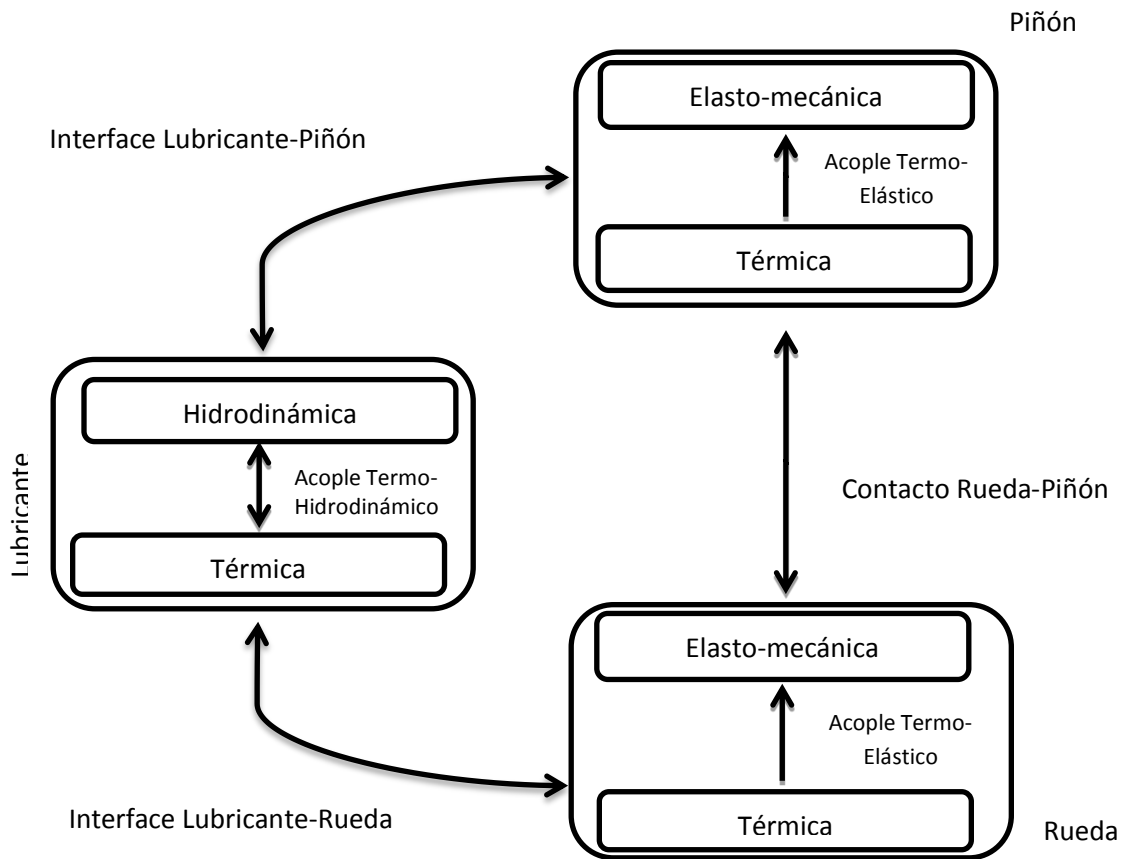 Piñón
Elasto-mecánica
Acople Termo-
Elástico
Térmica
Interface Lubricante-Piñón
Lubricante
Hidrodinámica
Acople Termo-
Hidrodinámico
Térmica
Contacto Rueda-Piñón
Elasto-mecánica
Acople Termo-
Elástico
Térmica
Interface Lubricante-Rueda
Rueda